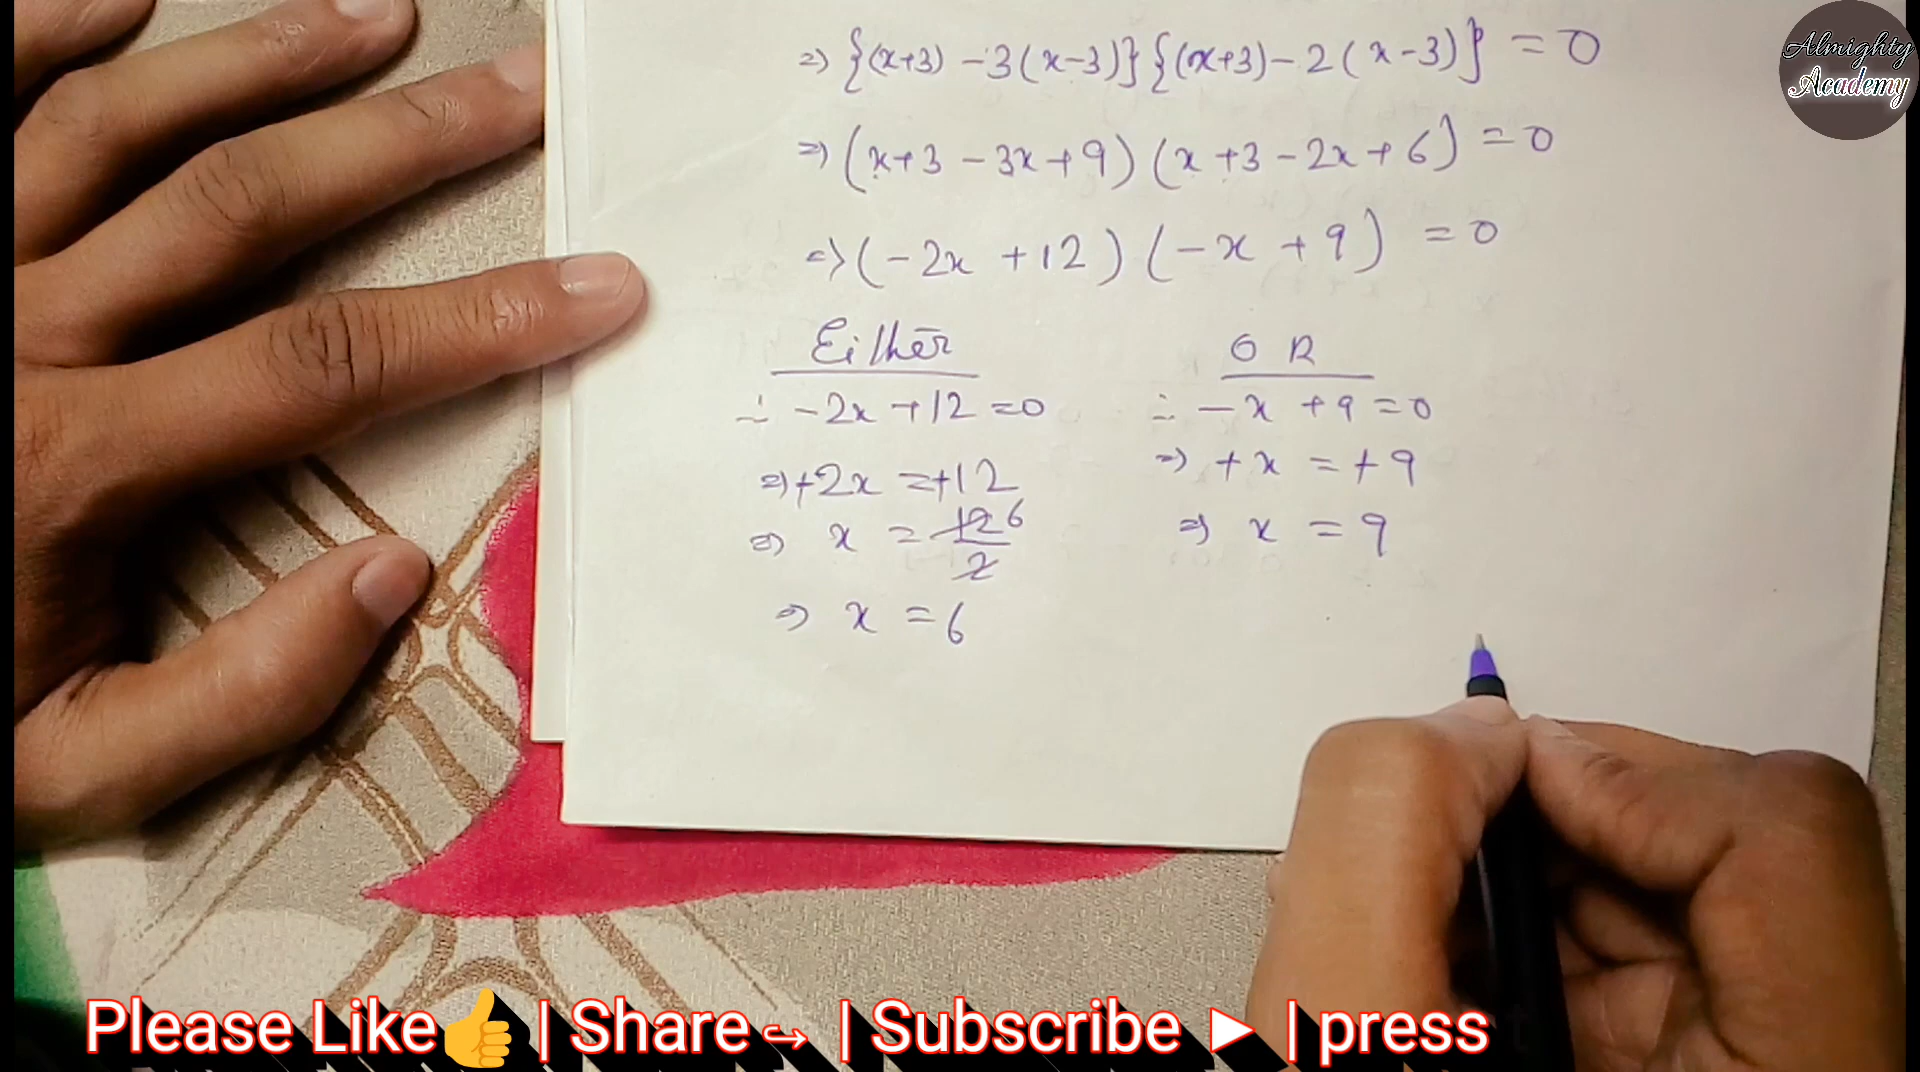 Almighty
Academy
⇒ {(x+3) - 3(x-3)} {(x+3) - 2(x-3)} = 0
⇒ (x+3 - 3x+9) (x+3 - 2x+6) = 0
⇒ (-2x +12) (-x +9) = 0
Either
∴ -2x +12 =0
⇒ +2x =+12
⇒ x = 12/2 6
⇒ x = 6
OR
∴ -x +9 =0
⇒ +x = +9
⇒ x = 9
Please Like👍 | Share↪ | Subscribe ► | press